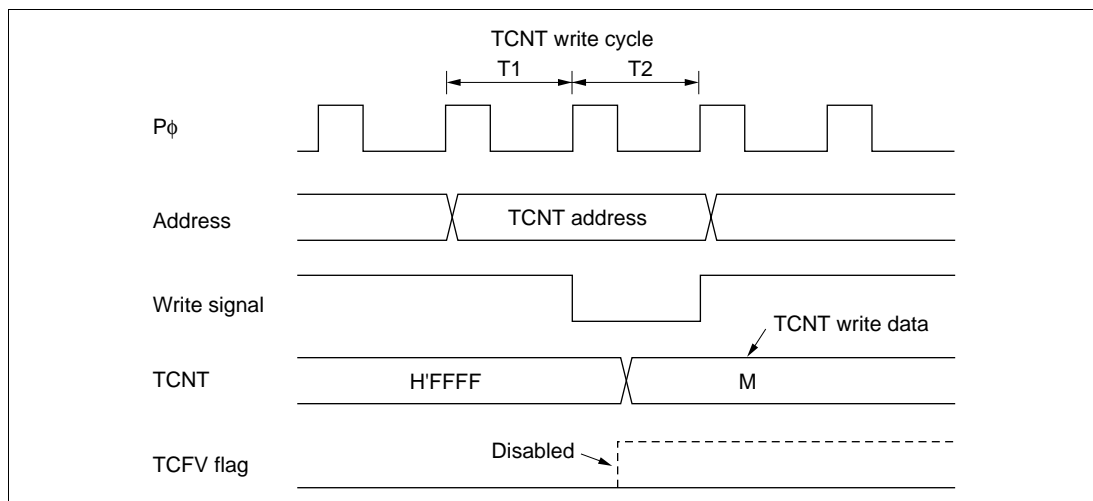 TCNT write cycle
T1 T2
Pϕ
Address TCNT address
Write signal
TCNT write data
TCNT H'FFFF M
Disabled
TCFV flag